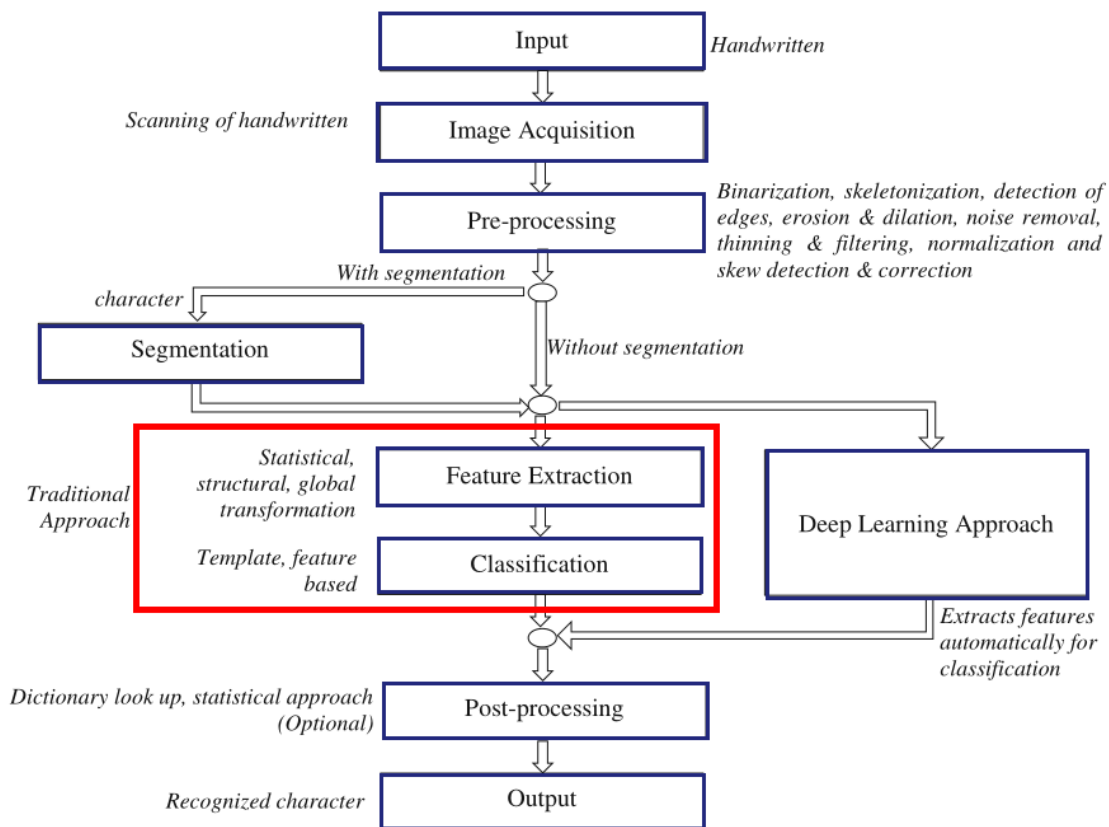 Input
Handwritten
Scanning of handwritten
Image Acquisition
Pre-processing
Binarization, skeletonization, detection of
edges, erosion & dilation, noise removal,
thinning & filtering, normalization and
skew detection & correction
With segmentation
character
Segmentation
Without segmentation
Traditional
Approach
Statistical,
structural, global
transformation
Feature Extraction
Template, feature
based
Classification
Deep Learning Approach
Extracts features
automatically for
classification
Dictionary look up, statistical approach
(Optional)
Post-processing
Recognized character
Output